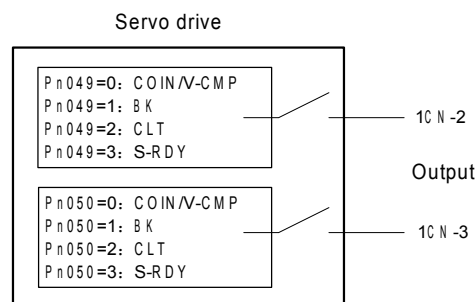 Servo drive
Pn049=0: COIN/V-CMP
Pn049=1: BK
Pn049=2: CLT
Pn049=3: S-RDY
1CN-2
Output
Pn050=0: COIN/V-CMP
Pn050=1: BK
Pn050=2: CLT
Pn050=3: S-RDY
1CN-3